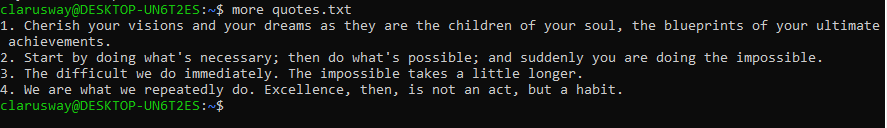 clarusway@DESKTOP-UN6T2ES:~$ more quotes.txt
1. Cherish your visions and your dreams as they are the children of your soul, the blueprints of your ultimate
 achievements.
2. Start by doing what's necessary; then do what's possible; and suddenly you are doing the impossible.
3. The difficult we do immediately. The impossible takes a little longer.
4. We are what we repeatedly do. Excellence, then, is not an act, but a habit.
clarusway@DESKTOP-UN6T2ES:~$